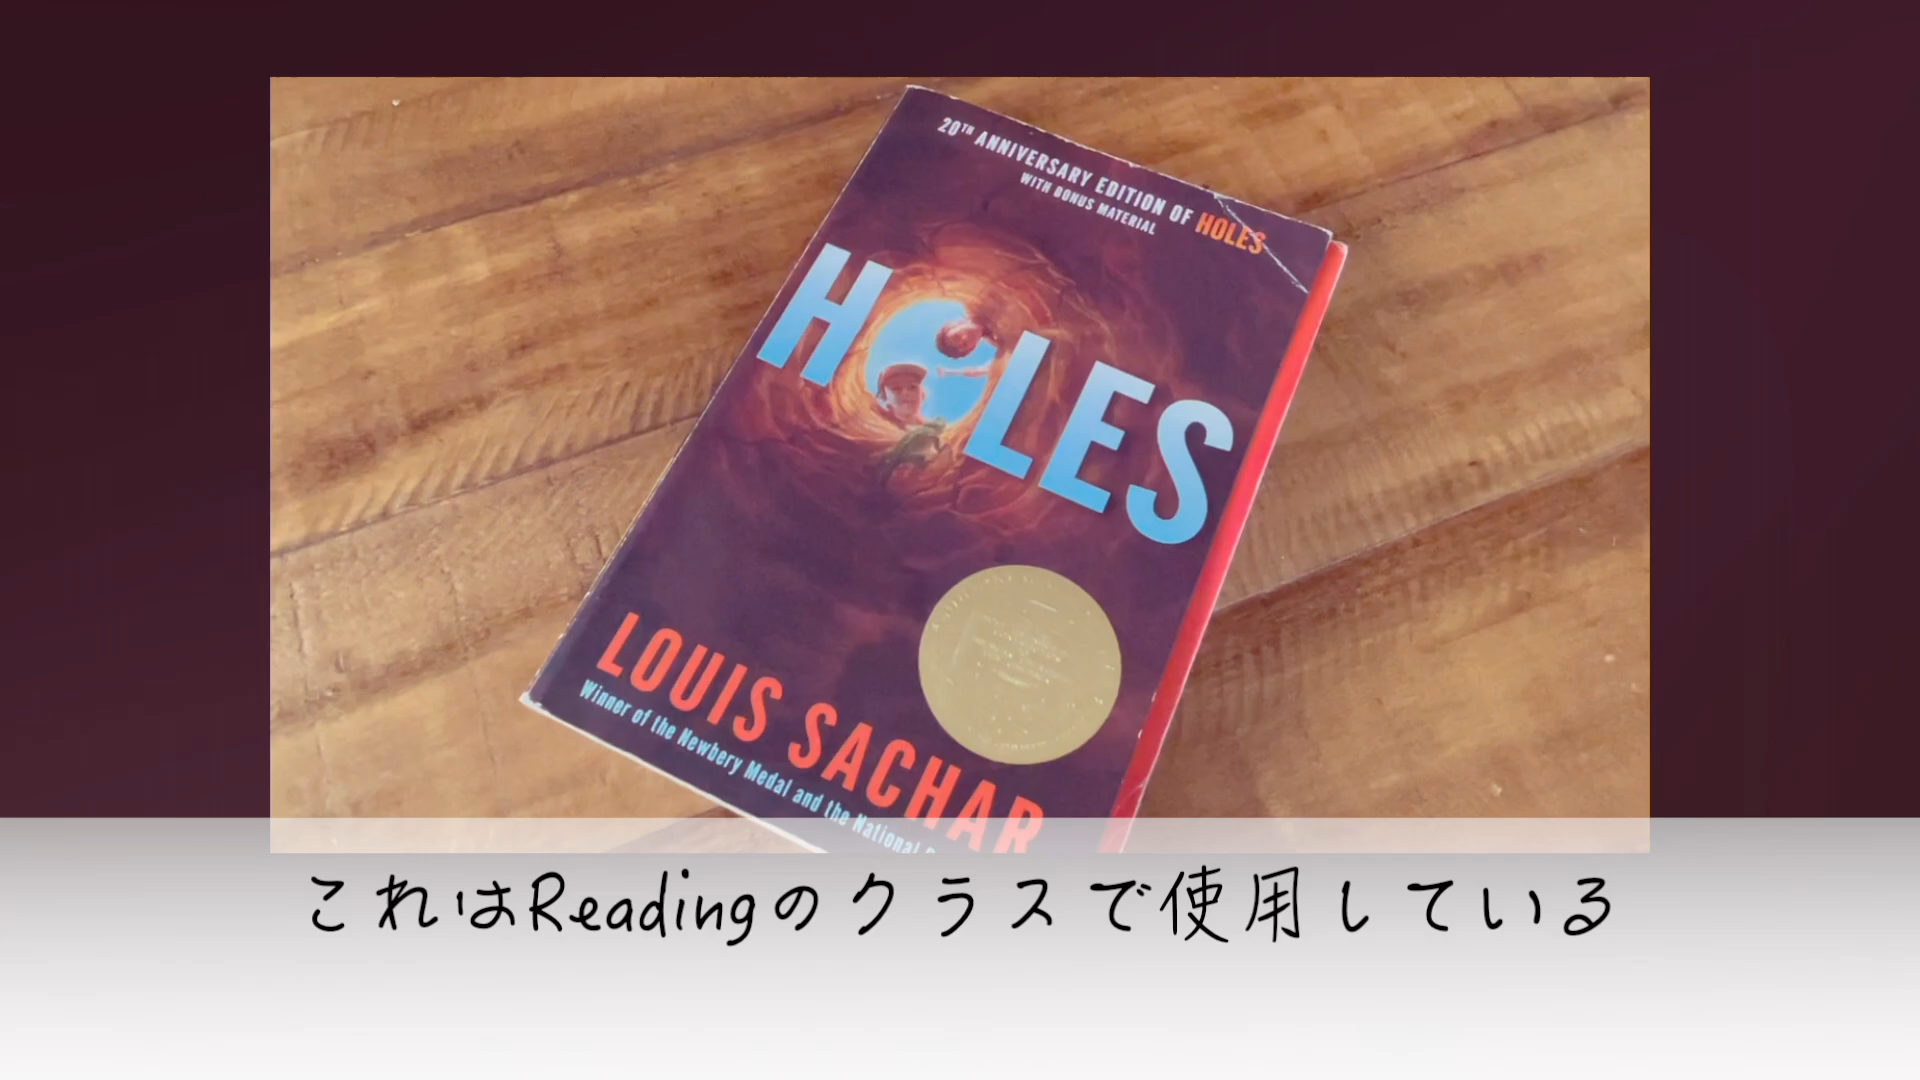 20TH ANNIVERSARY EDITION OF HOLES
WITH BONUS MATERIAL
HOLES
LOUIS SACHAR
Winner of the Newbery Medal and the National
これはReadingのクラスで使用している